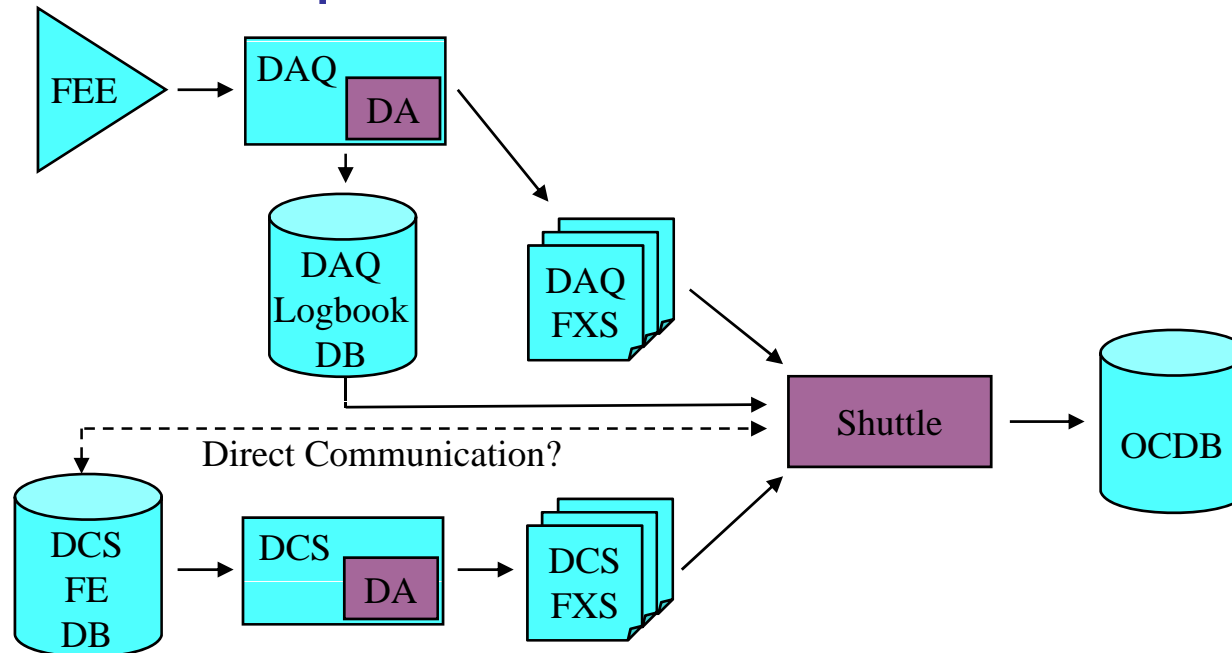 FEE
DAQ
DA
DAQ
Logbook
DB
DAQ
FXS
Shuttle
OCDB
Direct Communication?
DCS
FE
DB
DCS
DA
DCS
FXS